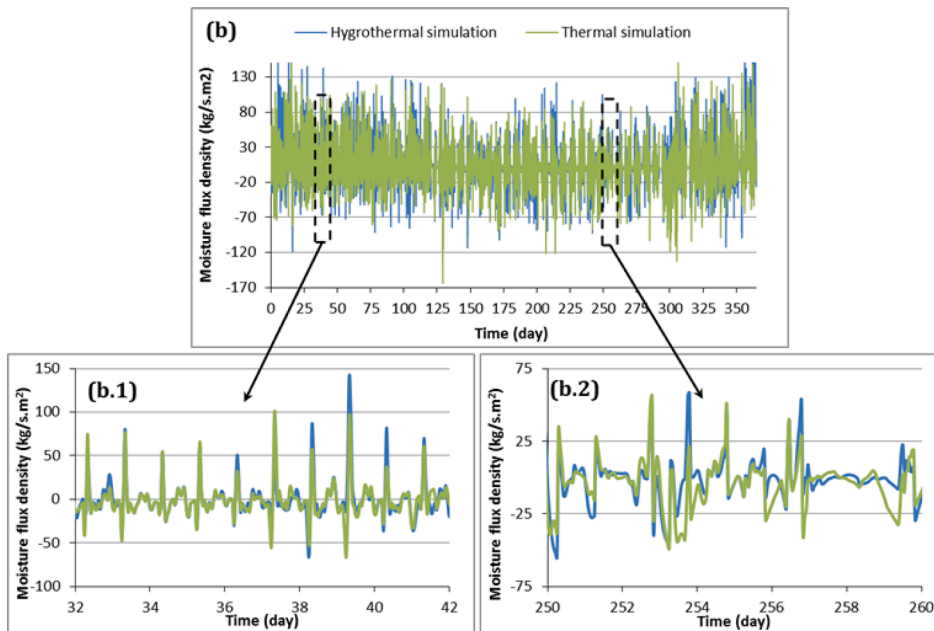 (b)
Hygrothermal simulation
Thermal simulation
Moisture flux density (kg/s.m2)
130
80
30
-20
-70
-120
-170
0 25 50 75 100 125 150 175 200 225 250 275 300 325 350
Time (day)
(b.1)
Moisture flux density (kg/s.m²)
150
100
50
0
-50
-100
32 34 36 38 40 42
Time (day)
(b.2)
Moisture flux density (kg/s.m²)
75
25
-25
-75
250 252 254 256 258 260
Time (day)